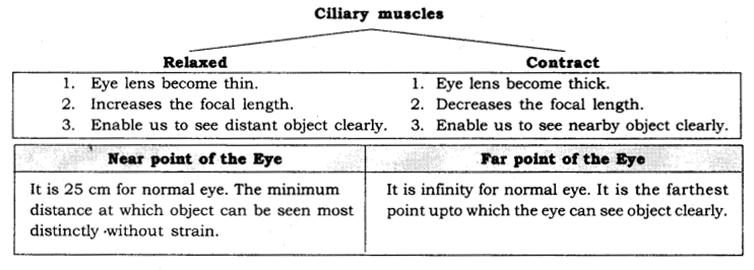 Ciliary muscles
Relaxed
1. Eye lens become thin.
2. Increases the focal length.
3. Enable us to see distant object clearly.
Contract
1. Eye lens become thick.
2. Decreases the focal length.
3. Enable us to see nearby object clearly.
Near point of the Eye
It is 25 cm for normal eye. The minimum
distance at which object can be seen most
distinctly without strain.
Far point of the Eye
It is infinity for normal eye. It is the farthest
point upto which the eye can see object clearly.